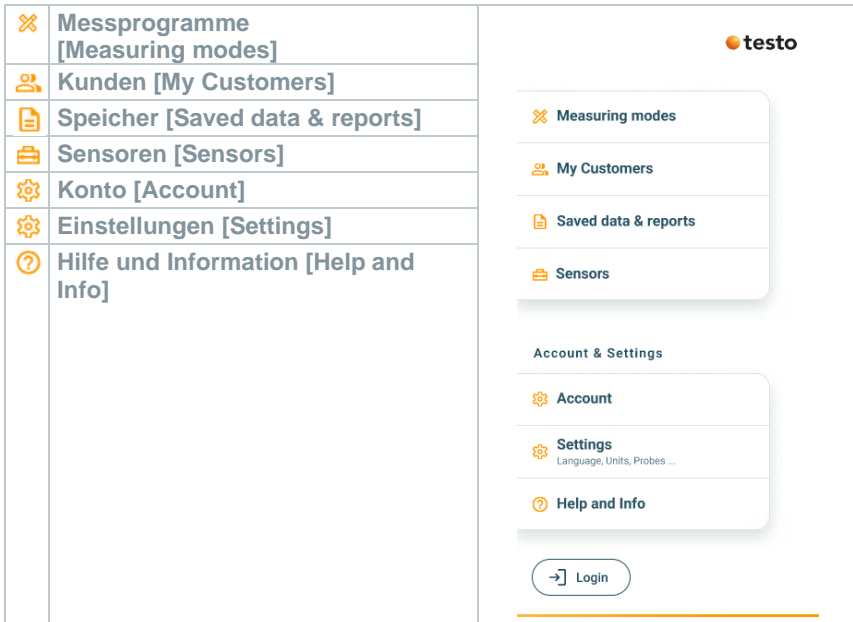 Messprogramme
[Measuring modes]
Kunden [My Customers]
Speicher [Saved data & reports]
Sensoren [Sensors]
Konto [Account]
Einstellungen [Settings]
Hilfe und Information [Help and
Info]
testo
Measuring modes
My Customers
Saved data & reports
Sensors
Account & Settings
Account
Settings
Language, Units, Probes ...
Help and Info
Login